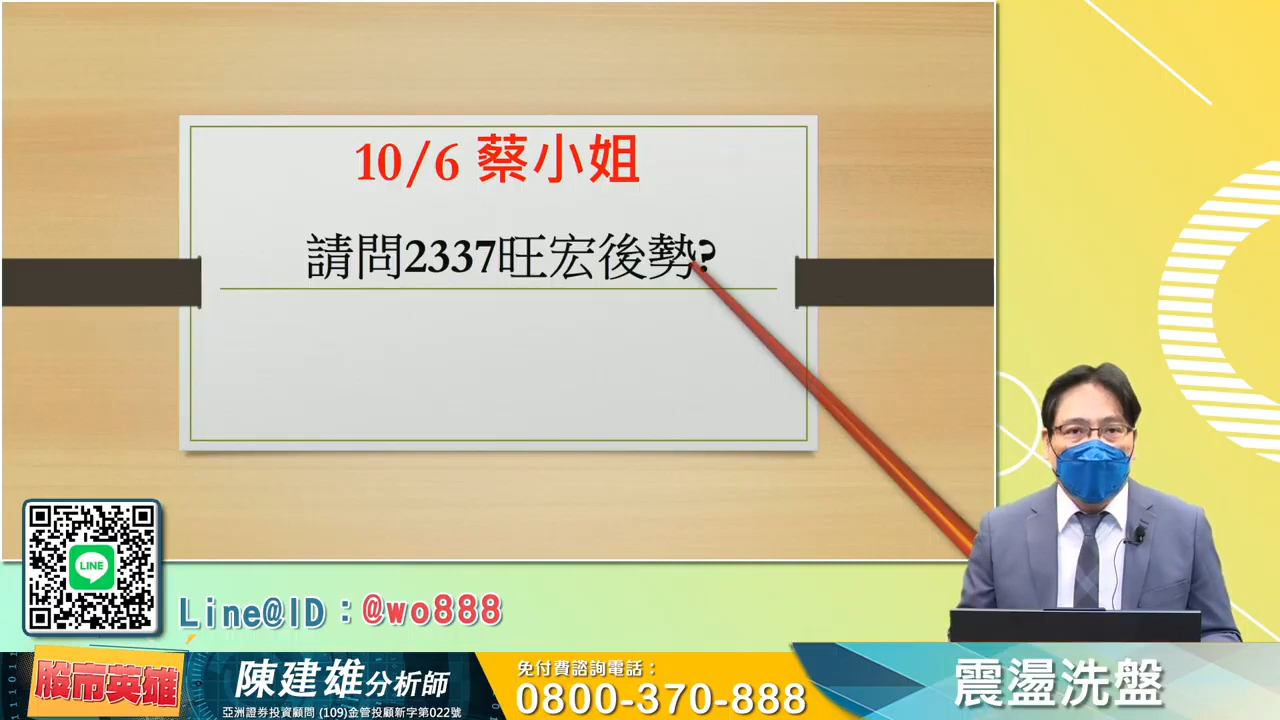 10/6 蔡小姐
請問2337旺宏後勢?
LINE
Line@ID：@wo888
股市英雄
陳建雄分析師
亞洲證券投資顧問 (109)金管投顧新字第022號
免付費諮詢電話：
0800-370-888
震盪洗盤